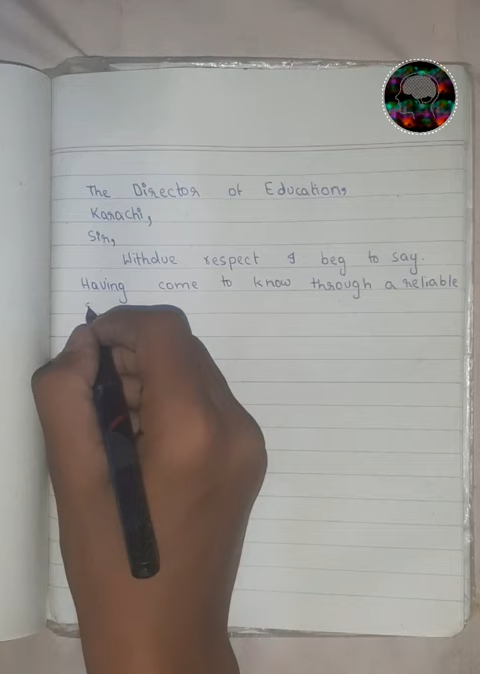 The Director of Education,
Karachi,
Sir,
Withdue respect I beg to say.
Having come to know through a reliable